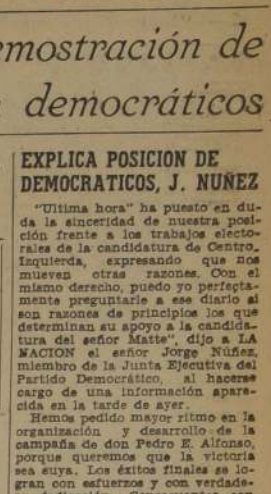 mostración de
democráticos
EXPLICA POSICION DE
DEMOCRATICOS, J. NUÑEZ
"Ultima hora" ha puesto en du-
da la sinceridad de nuestra posi-
ción frente a los trabajos electo-
rales de la candidatura de Centro
Izquierda, expresando que nos
mueven otras razones. Con el
mismo derecho, puedo yo perfecta-
mente preguntarle a ese diario si
son razones de principios los que
determinan su apoyo a la candida-
tura del señor Matte", dijo a LA
NACION el señor Jorge Núñez,
miembro de la Junta Ejecutiva del
Partido Democrático, al hacerse
cargo de una información apare-
cida en la tarde de ayer.
Hemos pedido mayor ritmo en la
organización y desarrollo de la
campaña de don Pedro E. Alfonso,
porque queremos que la victoria
sea suya. Los éxitos finales se lo-
gran con esfuerzos y con verdade-